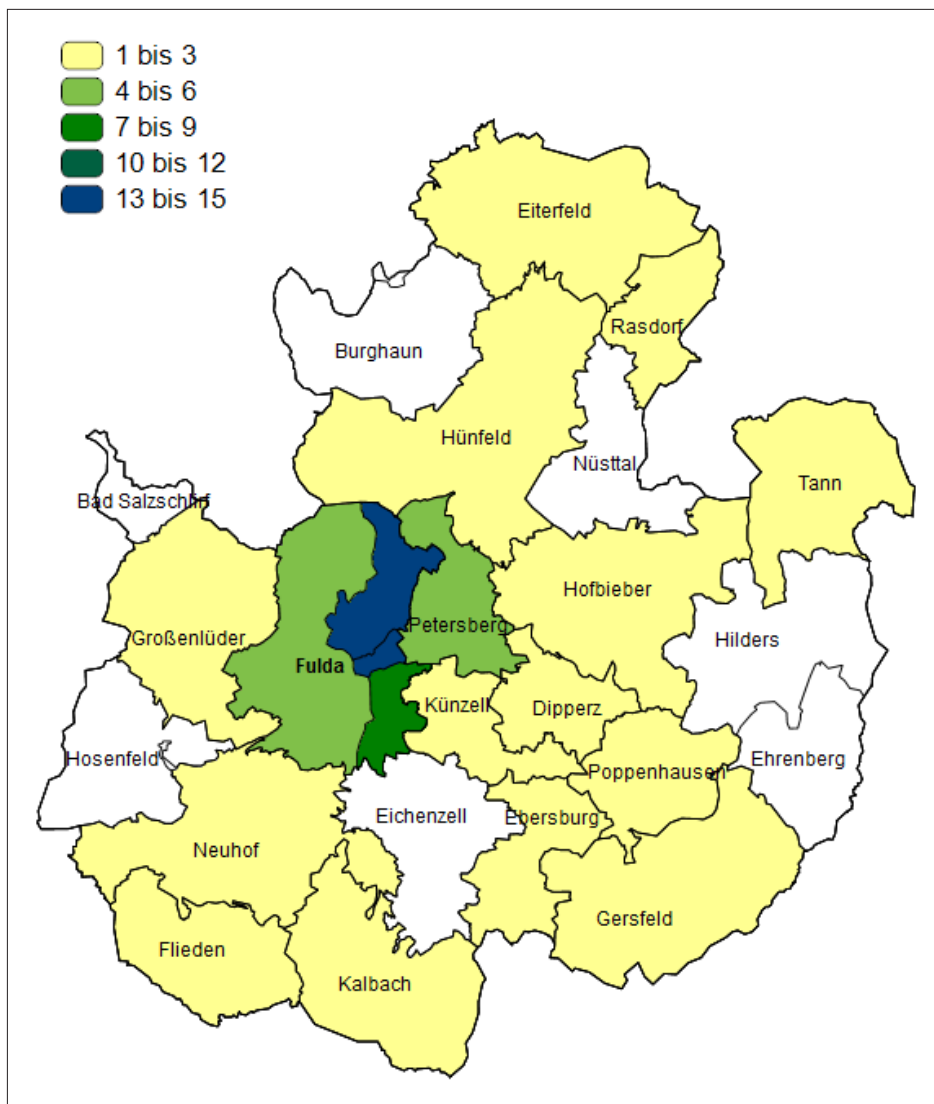 1 bis 3
4 bis 6
7 bis 9
10 bis 12
13 bis 15
Eiterfeld
Rasdorf
Burghaun
Hünfeld
Nüsttal
Tann
Bad Salzschlirf
Hofbieber
Großenlüder
Petersberg
Hilders
Fulda
Künzell
Dipperz
Hosenfeld
Poppenhausen
Ehrenberg
Eichenzell
Ebersburg
Neuhof
Gersfeld
Flieden
Kalbach